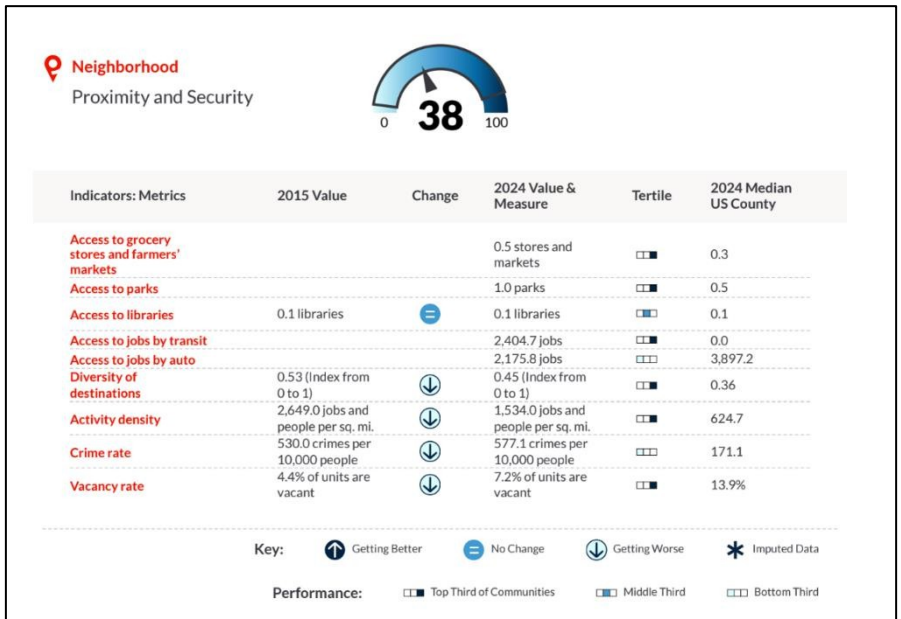 Neighborhood
Proximity and Security
38
0
100
Indicators: Metrics
2015 Value
Change
2024 Value &
Measure
Tertile
2024 Median
US County
Access to grocery
stores and farmers'
markets
0.5 stores and
markets
0.3
Access to parks
1.0 parks
0.5
Access to libraries
0.1 libraries
0.1 libraries
0.1
Access to jobs by transit
2,404.7 jobs
0.0
Access to jobs by auto
2,175.8 jobs
3,897.2
Diversity of
destinations
0.53 (Index from
0 to 1)
0.45 (Index from
0 to 1)
0.36
Activity density
2,649.0 jobs and
people per sq. mi.
1,534.0 jobs and
people per sq. mi.
624.7
Crime rate
530.0 crimes per
10,000 people
577.1 crimes per
10,000 people
171.1
Vacancy rate
4.4% of units are
vacant
7.2% of units are
vacant
13.9%
Key:
Getting Better
No Change
Getting Worse
Imputed Data
Performance:
Top Third of Communities
Middle Third
Bottom Third